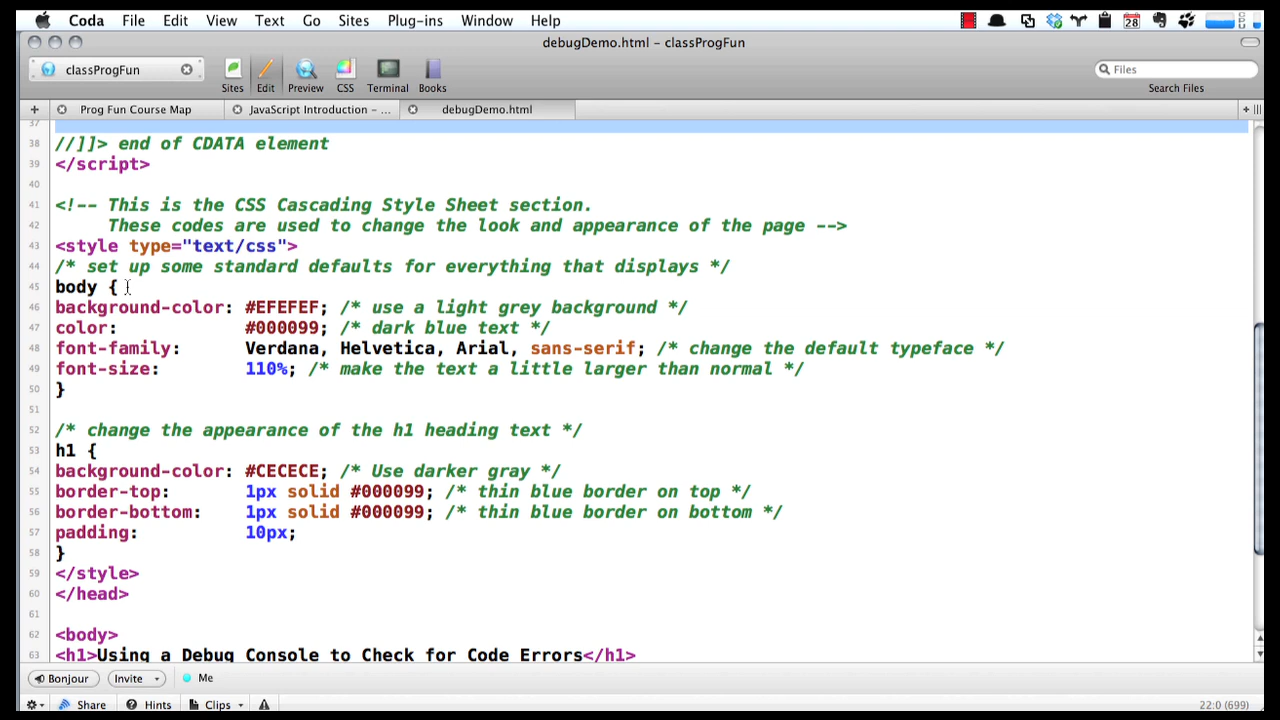 Coda File Edit View Text Go Sites Plug-ins Window Help 28
debugDemo.html – classProgFun
classProgFun
Files
Sites Edit Preview CSS Terminal Books Search Files
Prog Fun Course Map JavaScript Introduction – ... debugDemo.html
37
38 //]]> end of CDATA element
39 </script>
40
41 <!-- This is the CSS Cascading Style Sheet section.
42 These codes are used to change the look and appearance of the page -->
43 <style type="text/css">
44 /* set up some standard defaults for everything that displays */
45 body {
46 background-color: #EFEFEF; /* use a light grey background */
47 color: #000099; /* dark blue text */
48 font-family: Verdana, Helvetica, Arial, sans-serif; /* change the default typeface */
49 font-size: 110%; /* make the text a little larger than normal */
50 }
51
52 /* change the appearance of the h1 heading text */
53 h1 {
54 background-color: #CECECE; /* Use darker gray */
55 border-top: 1px solid #000099; /* thin blue border on top */
56 border-bottom: 1px solid #000099; /* thin blue border on bottom */
57 padding: 10px;
58 }
59 </style>
60 </head>
61
62 <body>
63 <h1>Using a Debug Console to Check for Code Errors</h1>
Bonjour Invite Me
Share Hints Clips 22:0 (699)